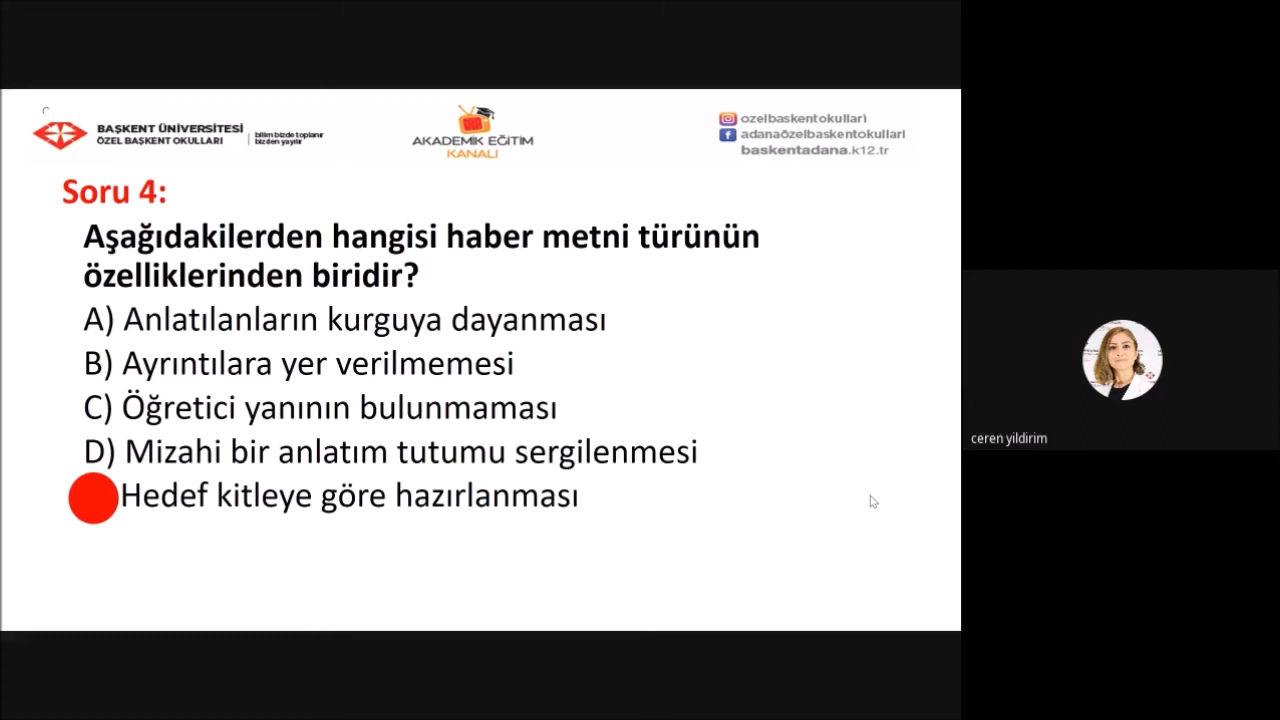 BAŞKENT ÜNİVERSİTESİ
ÖZEL BAŞKENT OKULLARI
bilim bizde toplanır
bizden yayılır
AKADEMİK EĞİTİM
KANALI
ozelbaskentokullari
adanaözelbaskentokullari
baskentadana.k12.tr
Soru 4:
Aşağıdakilerden hangisi haber metni türünün
özelliklerinden biridir?
A) Anlatılanların kurguya dayanması
B) Ayrıntılara yer verilmemesi
C) Öğretici yanının bulunmaması
D) Mizahi bir anlatım tutumu sergilenmesi
Hedef kitleye göre hazırlanması
ceren yildirim